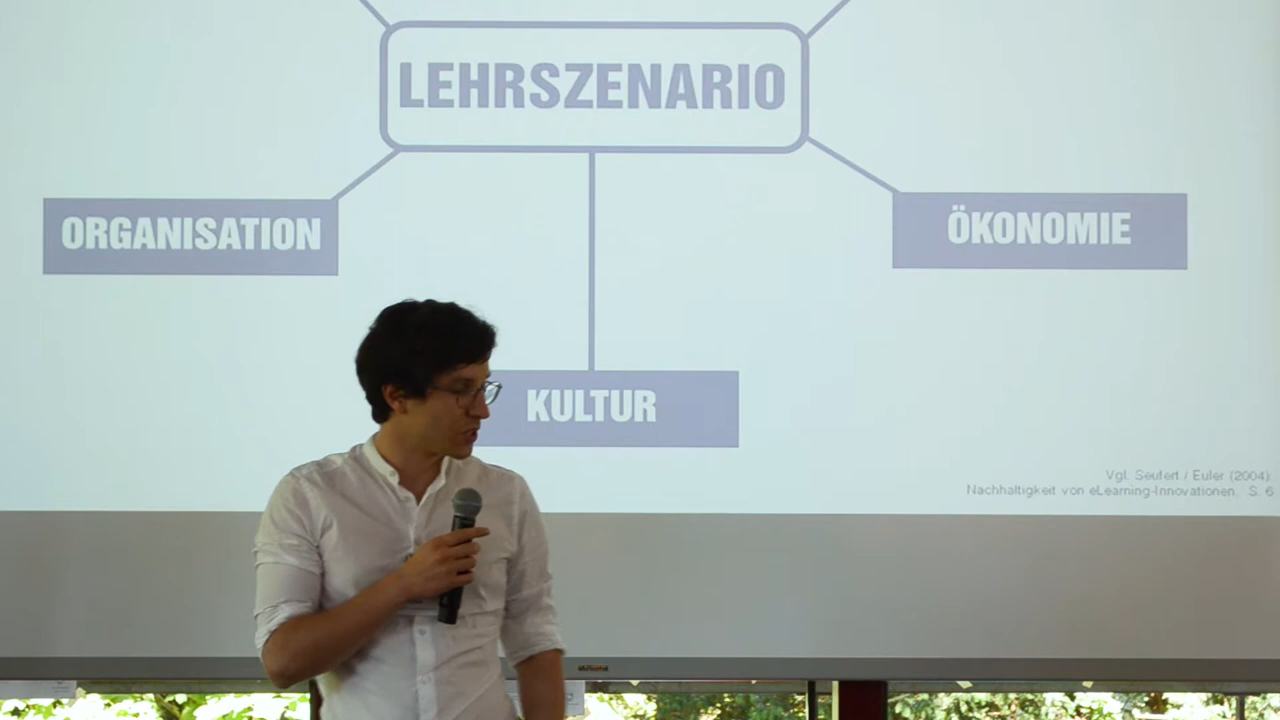 LEHRSZENARIO
ORGANISATION
ÖKONOMIE
KULTUR
Vgl. Seufert / Euler (2004):
Nachhaltigkeit von eLearning-Innovationen. S. 6